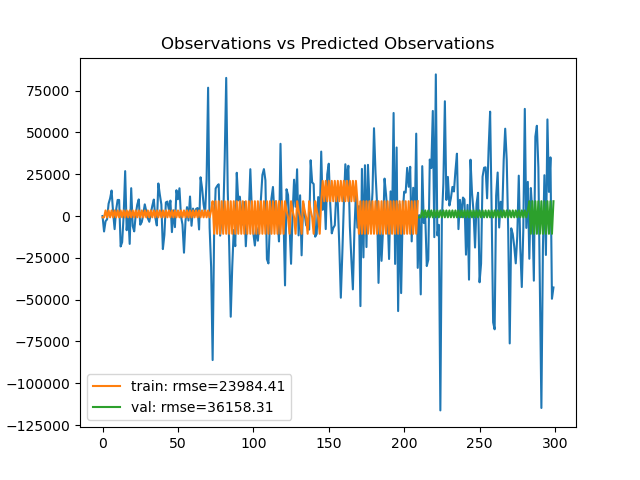 Observations vs Predicted Observations
75000
50000
25000
0
−25000
−50000
−75000
−100000
−125000
train: rmse=23984.41
val: rmse=36158.31
0 50 100 150 200 250 300